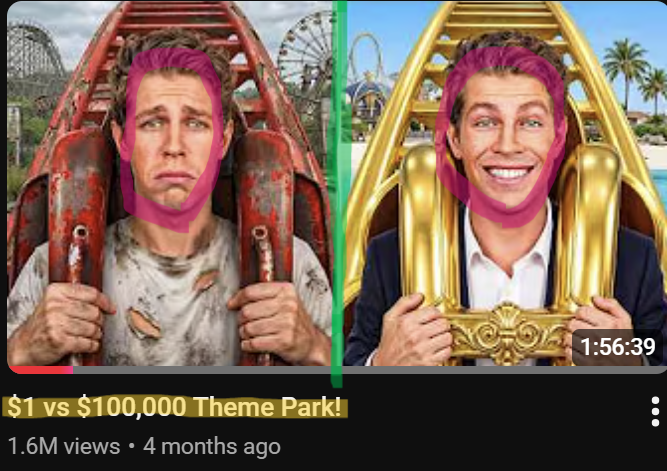 1:56:39
$1 vs $100,000 Theme Park!
1.6M views • 4 months ago